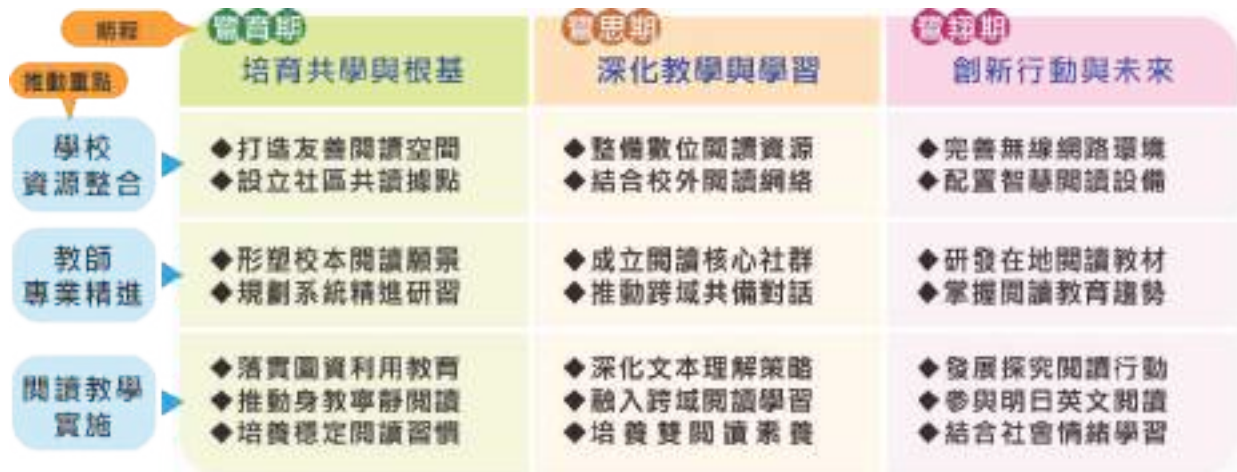 期程
鷺育期
培育共學與根基
鷺思期
深化教學與學習
鷺翔期
創新行動與未來
推動重點
學校
資源整合
◆打造友善閱讀空間
◆設立社區共讀據點
◆整備數位閱讀資源
◆結合校外閱讀網絡
◆完善無線網路環境
◆配置智慧閱讀設備
教師
專業精進
◆形塑校本閱讀願景
◆規劃系統精進研習
◆成立閱讀核心社群
◆推動跨域共備對話
◆研發在地閱讀教材
◆掌握閱讀教育趨勢
閱讀教學
實施
◆落實圖資利用教育
◆推動身教寧靜閱讀
◆培養穩定閱讀習慣
◆深化文本理解策略
◆融入跨域閱讀學習
◆培養雙閱讀素養
◆發展探究閱讀行動
◆參與明日英文閱讀
◆結合社會情緒學習